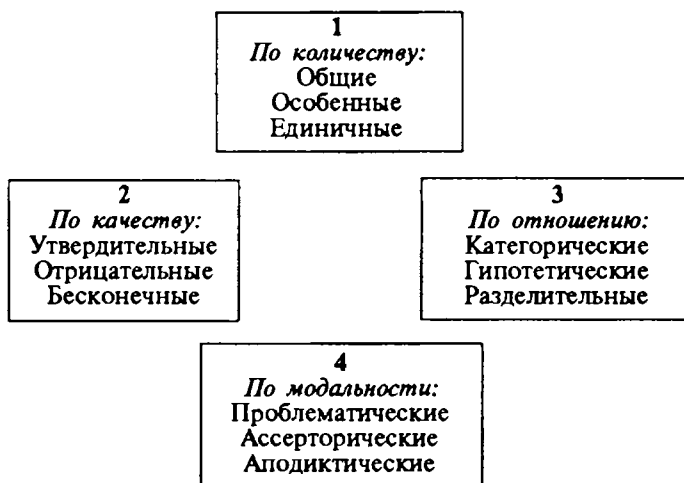 1
По количеству:
Общие
Особенные
Единичные
2
По качеству:
Утвердительные
Отрицательные
Бесконечные
3
По отношению:
Категорические
Гипотетические
Разделительные
4
По модальности:
Проблематические
Ассерторические
Аподиктические